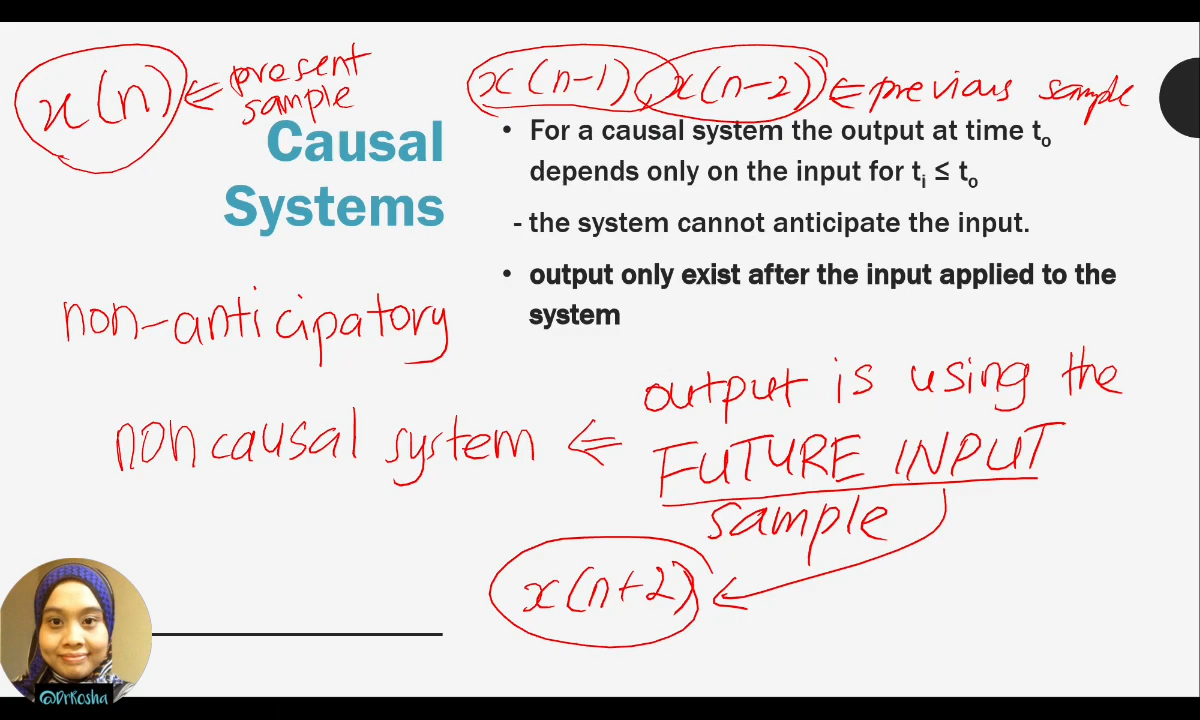 x(n) ⇐ present
sample
x(n-1), x(n-2) ⇐ previous sample
Causal
Systems
• For a causal system the output at time to
depends only on the input for ti ≤ to
- the system cannot anticipate the input.
• output only exist after the input applied to the
system
non-anticipatory
output is using the
noncausal system ⇐ FUTURE INPUT
sample
x(n+2)
@DrRosha